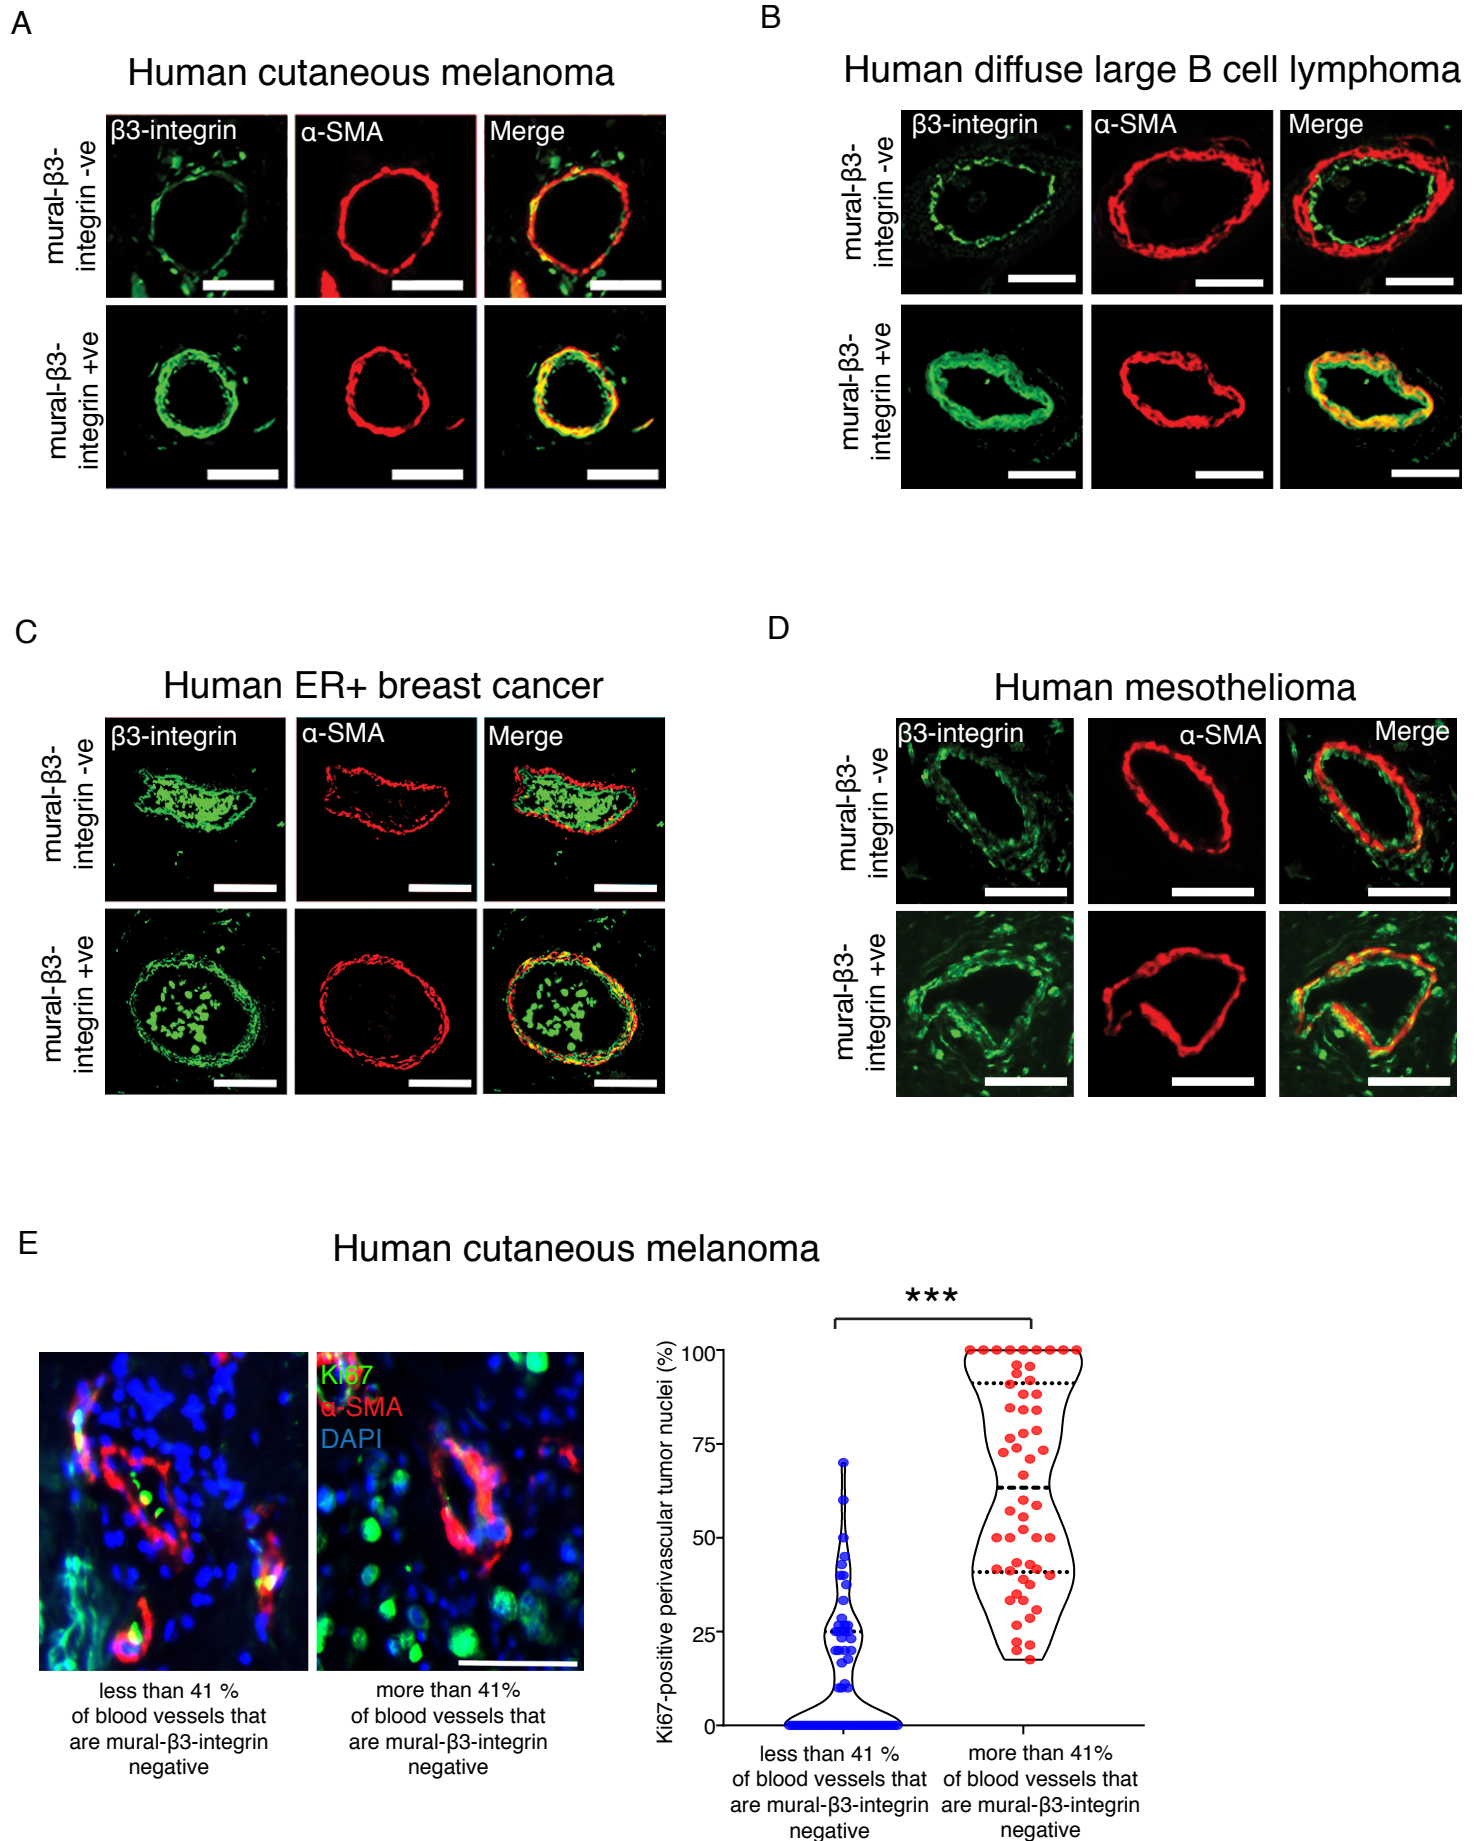 A
Human cutaneous melanoma
mural-β3-
integrin -ve
β3-integrin
α-SMA
Merge
mural-β3-
integrin +ve
B
Human diffuse large B cell lymphoma
mural-β3-
integrin -ve
β3-integrin
α-SMA
Merge
mural-β3-
integrin +ve
C
Human ER+ breast cancer
mural-β3-
integrin -ve
β3-integrin
α-SMA
Merge
mural-β3-
integrin +ve
D
Human mesothelioma
mural-β3-
integrin -ve
β3-integrin
α-SMA
Merge
mural-β3-
integrin +ve
E
Human cutaneous melanoma
Ki67
α-SMA
DAPI
less than 41 %
of blood vessels that
are mural-β3-integrin
negative
more than 41%
of blood vessels that
are mural-β3-integrin
negative
***
Ki67-positive perivascular tumor nuclei (%)
100
75
50
25
0
less than 41 %
of blood vessels that
are mural-β3-integrin
negative
more than 41%
of blood vessels that
are mural-β3-integrin
negative